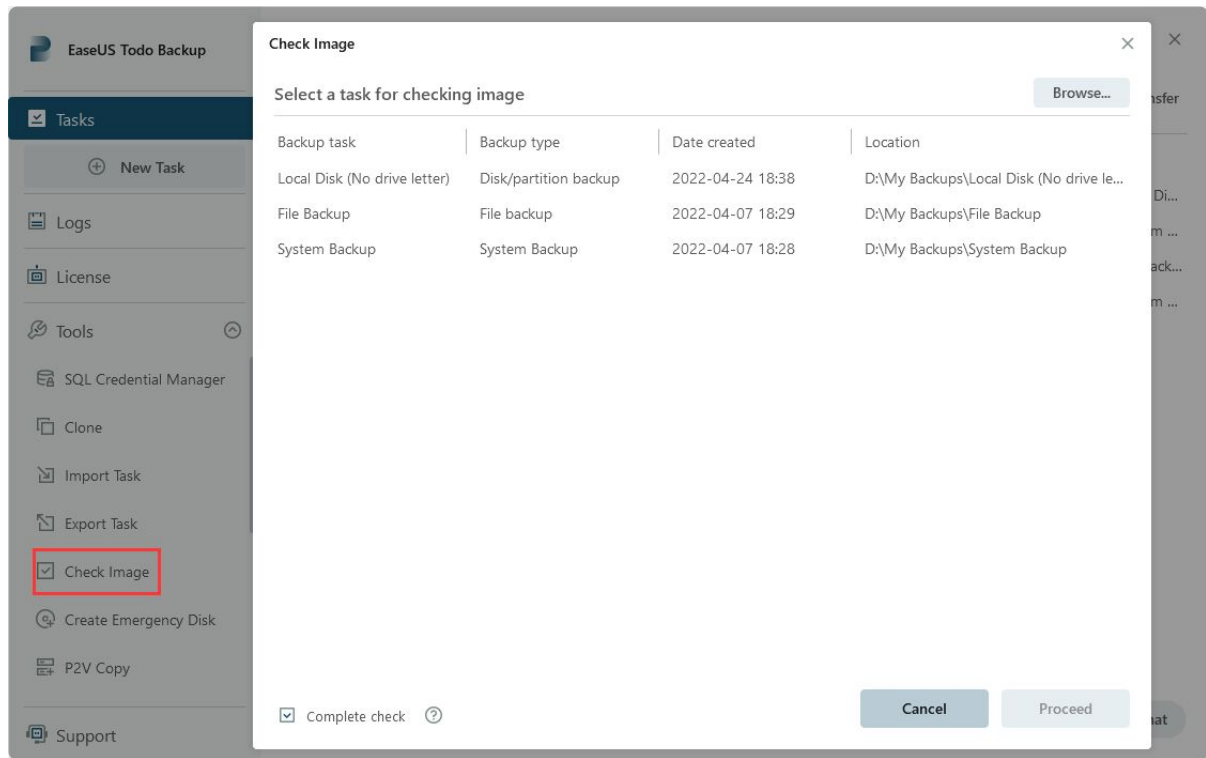 EaseUS Todo Backup
Tasks
New Task
Logs
License
Tools
SQL Credential Manager
Clone
Import Task
Export Task
Check Image
Create Emergency Disk
P2V Copy
Support
Check Image
Select a task for checking image
Browse...
Backup task Backup type Date created Location
Local Disk (No drive letter) Disk/partition backup 2022-04-24 18:38 D:\My Backups\Local Disk (No drive le...
File Backup File backup 2022-04-07 18:29 D:\My Backups\File Backup
System Backup System Backup 2022-04-07 18:28 D:\My Backups\System Backup
Complete check
Cancel
Proceed
nsfer
Di...
m ...
ack...
m ...